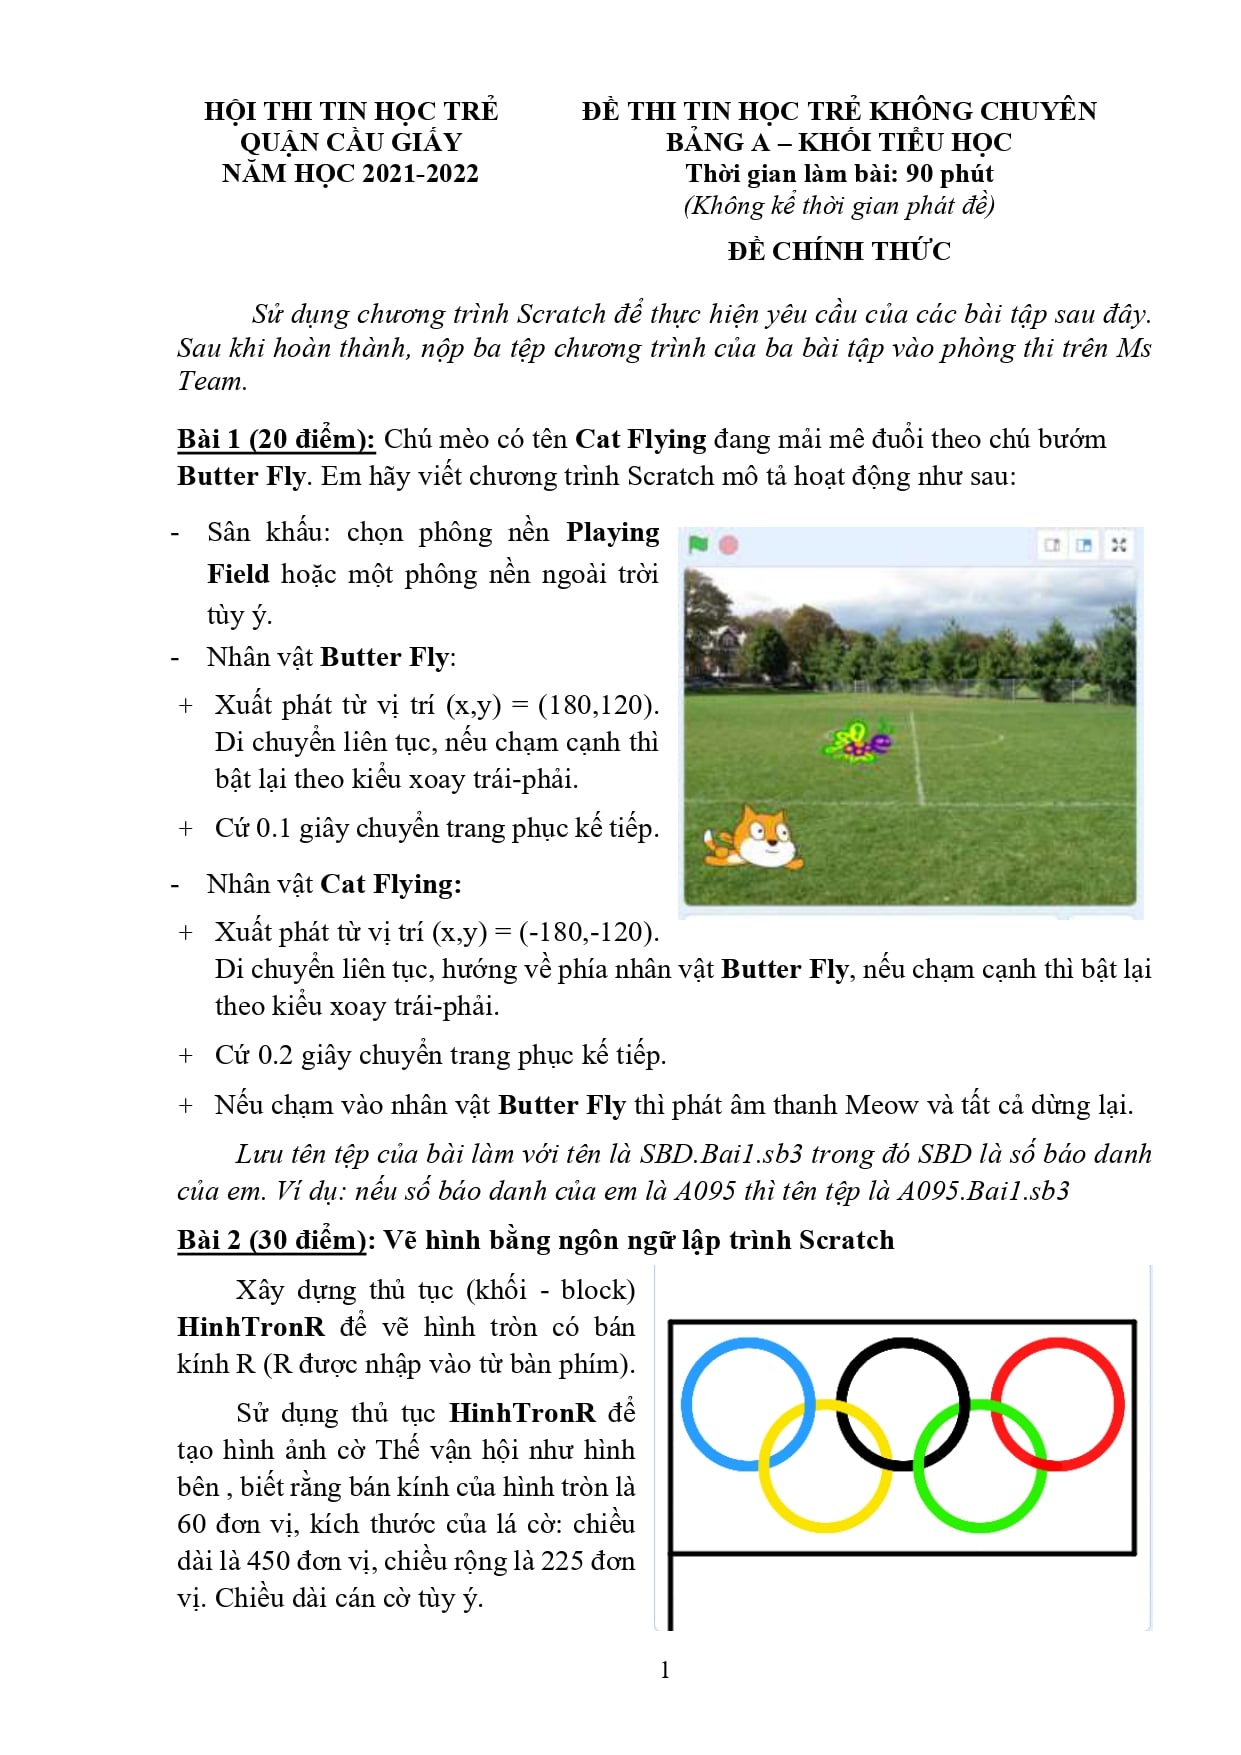 HỘI THI TIN HỌC TRẺ
QUẬN CẦU GIẤY
NĂM HỌC 2021-2022
ĐỀ THI TIN HỌC TRẺ KHÔNG CHUYÊN
BẢNG A – KHỐI TIỂU HỌC
Thời gian làm bài: 90 phút
(Không kể thời gian phát đề)
ĐỀ CHÍNH THỨC
Sử dụng chương trình Scratch để thực hiện yêu cầu của các bài tập sau đây.
Sau khi hoàn thành, nộp ba tệp chương trình của ba bài tập vào phòng thi trên Ms
Team.
Bài 1 (20 điểm): Chú mèo có tên Cat Flying đang mải mê đuổi theo chú bướm
Butter Fly. Em hãy viết chương trình Scratch mô tả hoạt động như sau:
- Sân khấu: chọn phông nền Playing
Field hoặc một phông nền ngoài trời
tùy ý.
- Nhân vật Butter Fly:
+ Xuất phát từ vị trí (x,y) = (180,120).
Di chuyển liên tục, nếu chạm cạnh thì
bật lại theo kiểu xoay trái-phải.
+ Cứ 0.1 giây chuyển trang phục kế tiếp.
- Nhân vật Cat Flying:
+ Xuất phát từ vị trí (x,y) = (-180,-120).
Di chuyển liên tục, hướng về phía nhân vật Butter Fly, nếu chạm cạnh thì bật lại
theo kiểu xoay trái-phải.
+ Cứ 0.2 giây chuyển trang phục kế tiếp.
+ Nếu chạm vào nhân vật Butter Fly thì phát âm thanh Meow và tất cả dừng lại.
Lưu tên tệp của bài làm với tên là SBD.Bai1.sb3 trong đó SBD là số báo danh
của em. Ví dụ: nếu số báo danh của em là A095 thì tên tệp là A095.Bai1.sb3
Bài 2 (30 điểm): Vẽ hình bằng ngôn ngữ lập trình Scratch
Xây dựng thủ tục (khối - block)
HinhTronR để vẽ hình tròn có bán
kính R (R được nhập vào từ bàn phím).
Sử dụng thủ tục HinhTronR để
tạo hình ảnh cờ Thế vận hội như hình
bên , biết rằng bán kính của hình tròn là
60 đơn vị, kích thước của lá cờ: chiều
dài là 450 đơn vị, chiều rộng là 225 đơn
vị. Chiều dài cán cờ tùy ý.
1